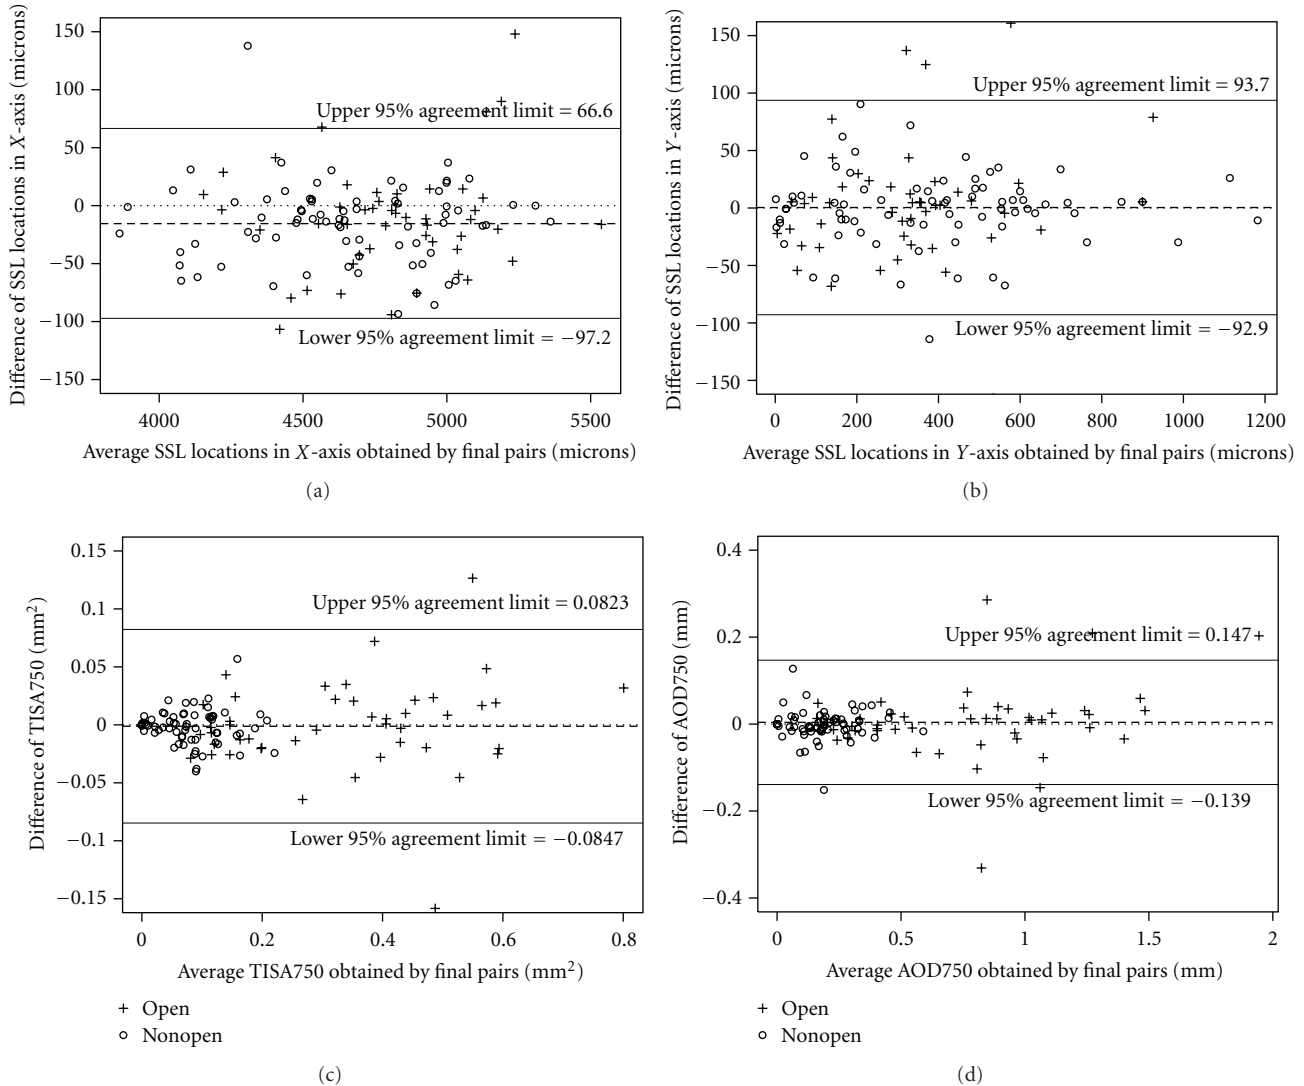 Difference of SSL locations in X-axis (microns)
150
100
50
0
−50
−100
−150
Upper 95% agreement limit = 66.6
Lower 95% agreement limit = −97.2
4000 4500 5000 5500
Average SSL locations in X-axis obtained by final pairs (microns)
(a)
Difference of SSL locations in Y-axis (microns)
150
100
50
0
−50
−100
−150
Upper 95% agreement limit = 93.7
Lower 95% agreement limit = −92.9
0 200 400 600 800 1000 1200
Average SSL locations in Y-axis obtained by final pairs (microns)
(b)
Difference of TISA750 (mm²)
0.15
0.1
0.05
0
−0.05
−0.1
−0.15
Upper 95% agreement limit = 0.0823
Lower 95% agreement limit = −0.0847
0 0.2 0.4 0.6 0.8
Average TISA750 obtained by final pairs (mm²)
Open
Nonopen
(c)
Difference of AOD750 (mm)
0.4
0.2
0
−0.2
−0.4
Upper 95% agreement limit = 0.147
Lower 95% agreement limit = −0.139
0 0.5 1 1.5 2
Average AOD750 obtained by final pairs (mm)
Open
Nonopen
(d)